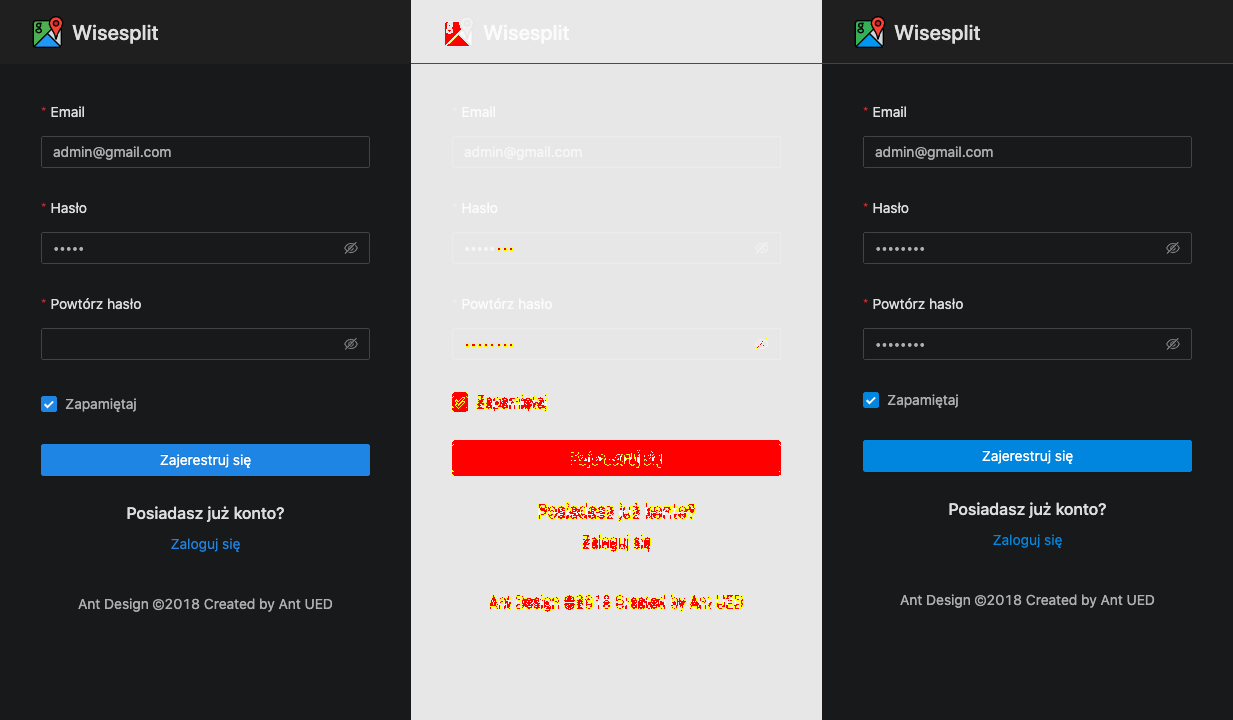 Wisesplit
* Email
admin@gmail.com
* Hasło
•••••
* Powtórz hasło
Zapamiętaj
Zajerestruj się
Posiadasz już konto?
Zaloguj się
Ant Design ©2018 Created by Ant UED
Wisesplit
* Email
admin@gmail.com
* Hasło
••••••••
* Powtórz hasło
••••••••
Zapamiętaj
Posiadasz już konto?
Zaloguj się
Ant Design ©2018 Created by Ant UED
Wisesplit
* Email
admin@gmail.com
* Hasło
••••••••
* Powtórz hasło
••••••••
Zapamiętaj
Zajerestruj się
Posiadasz już konto?
Zaloguj się
Ant Design ©2018 Created by Ant UED